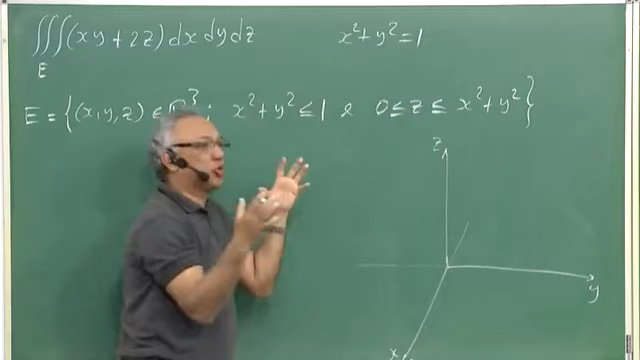 ∭(xy + 2z) dx dy dz
E
x² + y² = 1
E = {(x, y, z) ∈ ℝ³ : x² + y² ≤ 1 & 0 ≤ z ≤ x² + y²}
z
y
x